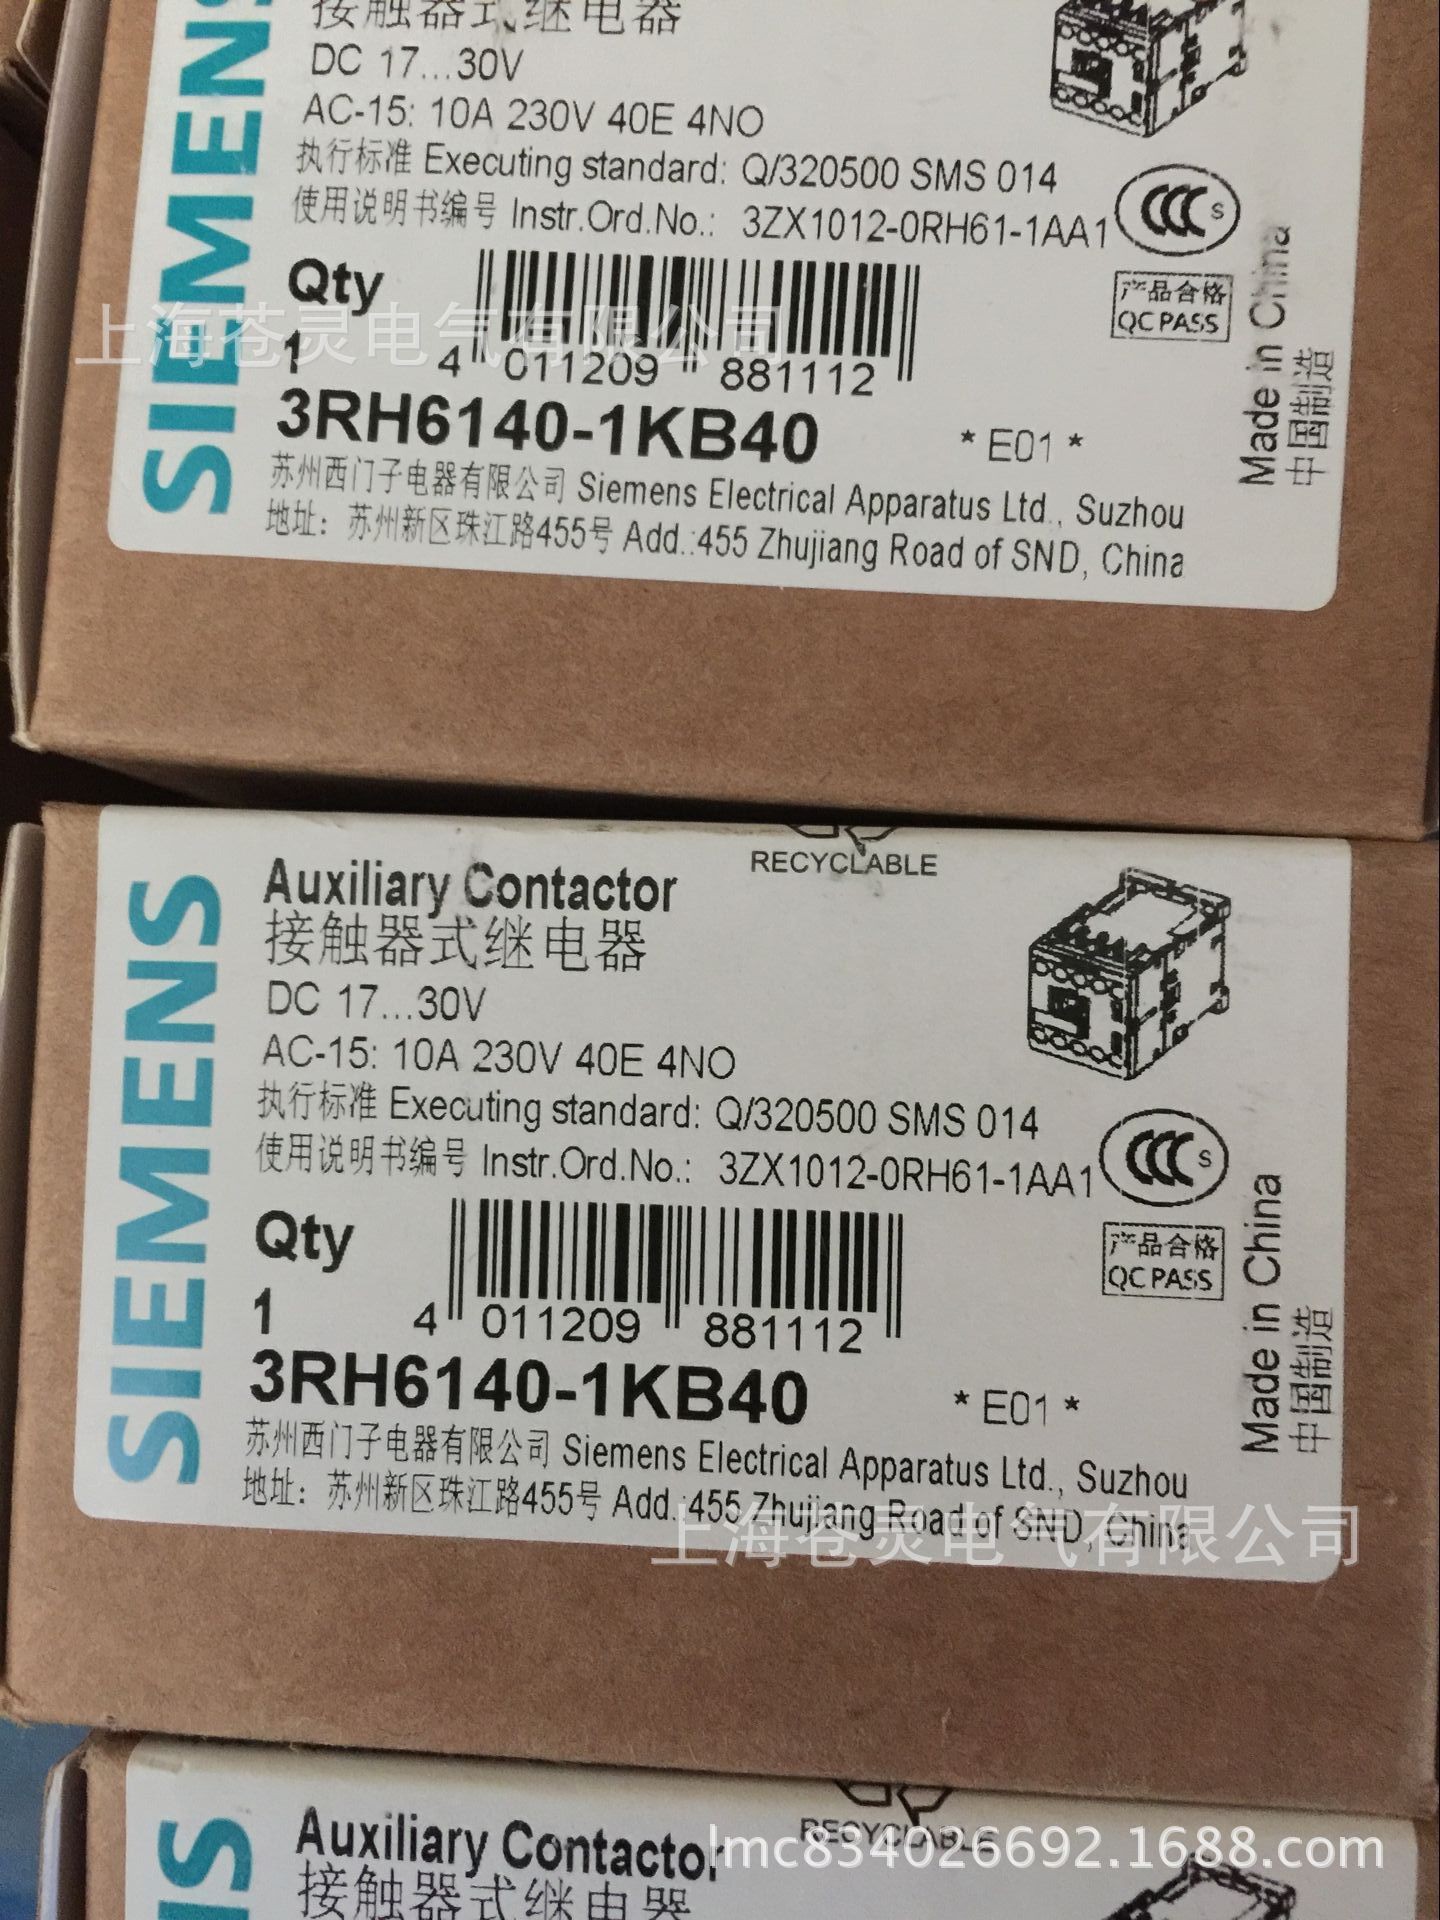 SIEMENS
接触器式继电器
DC 17...30V
AC-15: 10A 230V 40E 4NO
执行标准 Executing standard: Q/320500 SMS 014
使用说明书编号 Instr.Ord.No.: 3ZX1012-0RH61-1AA1
CCC S
产品合格
QC PASS
Qty
1
4 011209 881112
3RH6140-1KB40 * E01 *
苏州西门子电器有限公司 Siemens Electrical Apparatus Ltd., Suzhou
地址：苏州新区珠江路455号 Add.:455 Zhujiang Road of SND, China
Made in China
中国制造
上海苍灵电气有限公司
SIEMENS
RECYCLABLE
Auxiliary Contactor
接触器式继电器
DC 17...30V
AC-15: 10A 230V 40E 4NO
执行标准 Executing standard: Q/320500 SMS 014
使用说明书编号 Instr.Ord.No.: 3ZX1012-0RH61-1AA1
CCC S
产品合格
QC PASS
Qty
1
4 011209 881112
3RH6140-1KB40 * E01 *
苏州西门子电器有限公司 Siemens Electrical Apparatus Ltd., Suzhou
地址：苏州新区珠江路455号 Add.:455 Zhujiang Road of SND, China
Made in China
中国制造
上海苍灵电气有限公司
NS
RECYCLABLE
Auxiliary Contactor
接触器式继电器
lmc834026692.1688.com